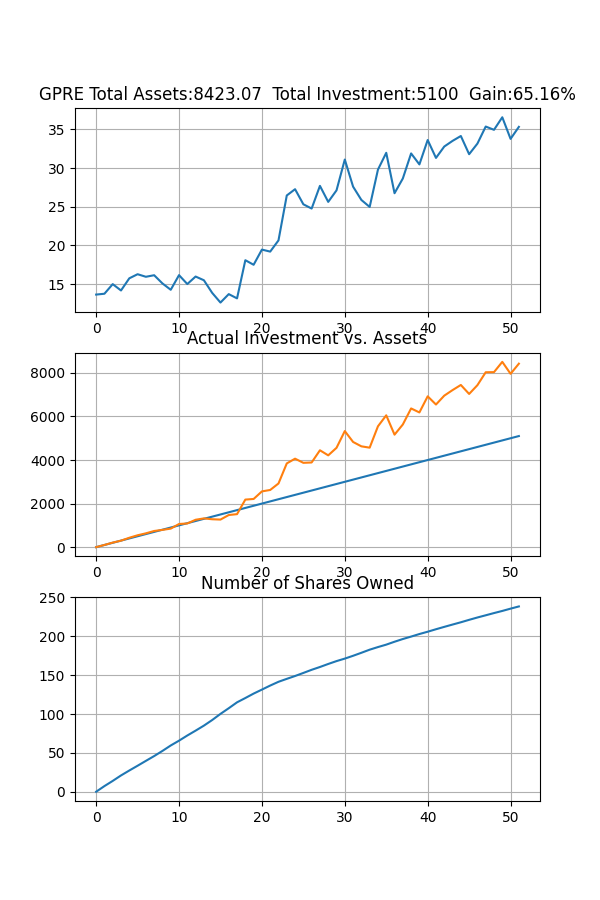 GPRE Total Assets:8423.07  Total Investment:5100  Gain:65.16%
35
30
25
20
15
0 10 20 30 40 50
Actual Investment vs. Assets
8000
6000
4000
2000
0
0 10 20 30 40 50
Number of Shares Owned
250
200
150
100
50
0
0 10 20 30 40 50